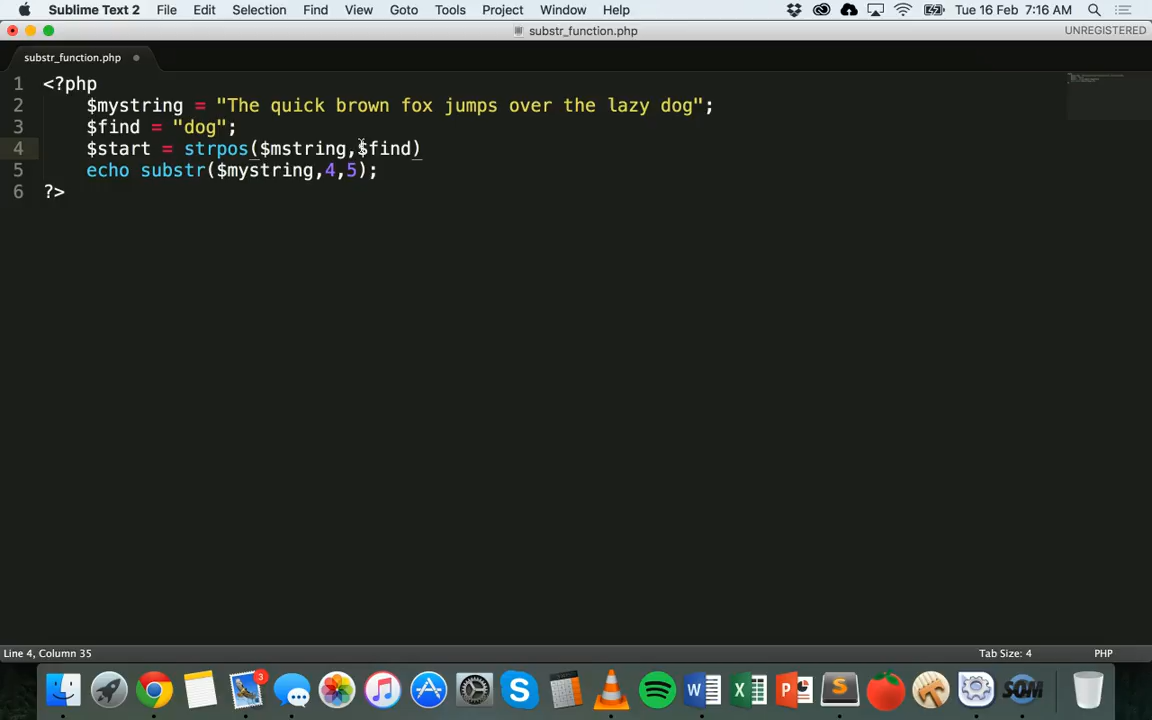 Sublime Text 2 File Edit Selection Find View Goto Tools Project Window Help Tue 16 Feb 7:16 AM
substr_function.php UNREGISTERED
substr_function.php
1 <?php
2 $mystring = "The quick brown fox jumps over the lazy dog";
3 $find = "dog";
4 $start = strpos($mstring,$find)
5 echo substr($mystring,4,5);
6 ?>
Line 4, Column 35 Tab Size: 4 PHP
3